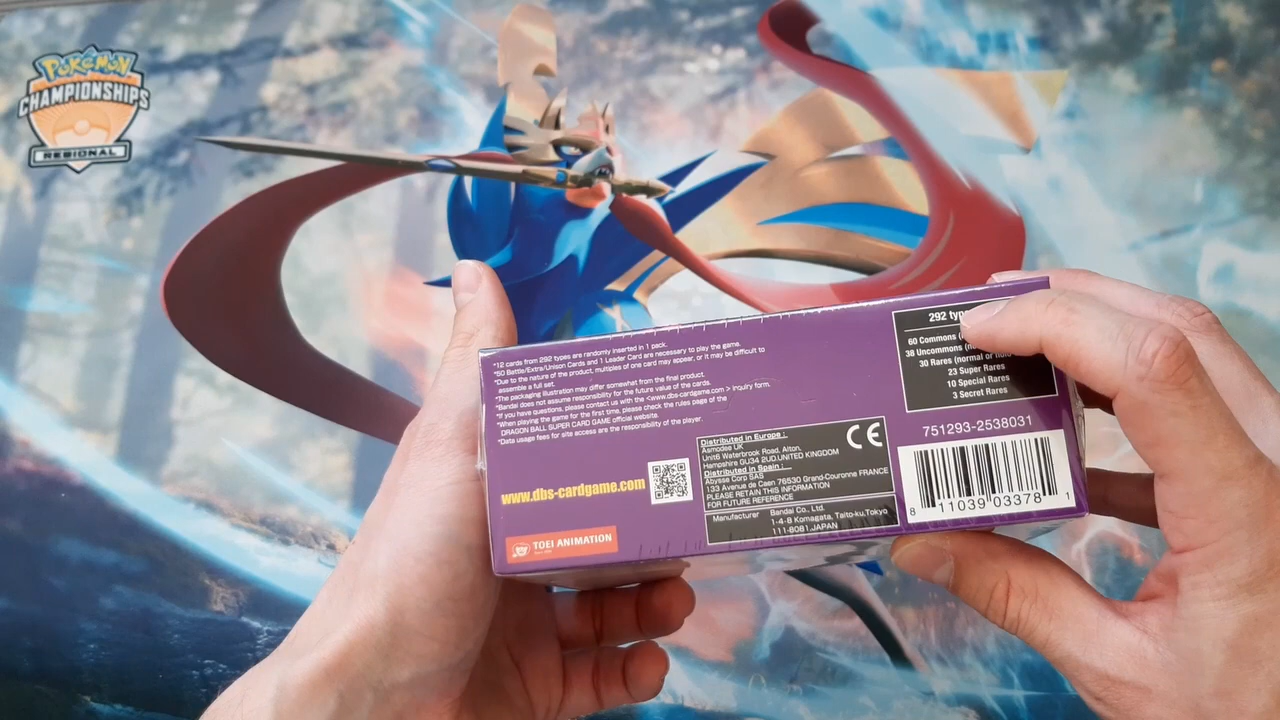 POKÉMON
CHAMPIONSHIPS
REGIONAL
*12 cards from 292 types are randomly inserted in 1 pack.
*50 Battle/Extra/Unison Cards and 1 Leader Card are necessary to play the game.
*Due to the nature of the product, multiples of one card may appear, or it may be difficult to
assemble a full set.
*The packaging illustration may differ somewhat from the final product.
*Bandai does not assume responsibility for the future value of the cards.
*If you have questions, please contact us with the <www.dbs-cardgame.com > inquiry form.
*When playing the game for the first time, please check the rules page of the
DRAGON BALL SUPER CARD GAME official website.
*Data usage fees for site access are the responsibility of the player.
www.dbs-cardgame.com
TOEI ANIMATION
Distributed in Europe :
Asmodee UK
Unit6 Waterbrook Road, Alton,
Hampshire GU34 2UD,UNITED KINGDOM
Distributed in Spain :
Abysse Corp SAS
133 Avenue de Caen 76530 Grand-Couronne FRANCE
PLEASE RETAIN THIS INFORMATION
FOR FUTURE REFERENCE
CE
Manufacturer Bandai Co., Ltd.
1-4-8 Komagata, Taito-ku,Tokyo
111-8081,JAPAN
292
60 Commons
38 Uncommons
30 Rares (normal or
23 Super Rares
10 Special Rares
3 Secret Rares
751293-2538031
8 11039 03378 1